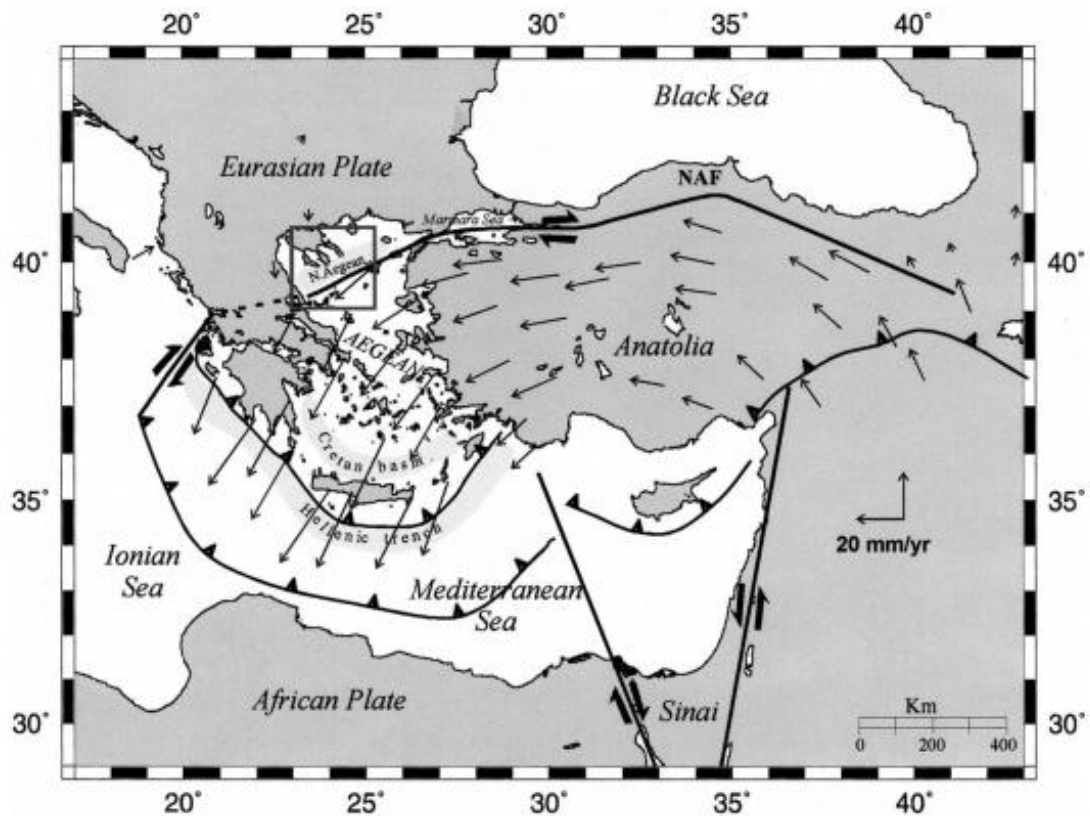 20˚ 25˚ 30˚ 35˚ 40˚
Black Sea
Eurasian Plate
NAF
Marmara Sea
40˚ 40˚
N. Aegean
AEGEAN
Anatolia
Cretan basin
35˚ 35˚
Hellenic trench
20 mm/yr
Ionian
Sea
Mediterranean
Sea
African Plate
Sinai
Km
30˚ 30˚
0 200 400
20˚ 25˚ 30˚ 35˚ 40˚